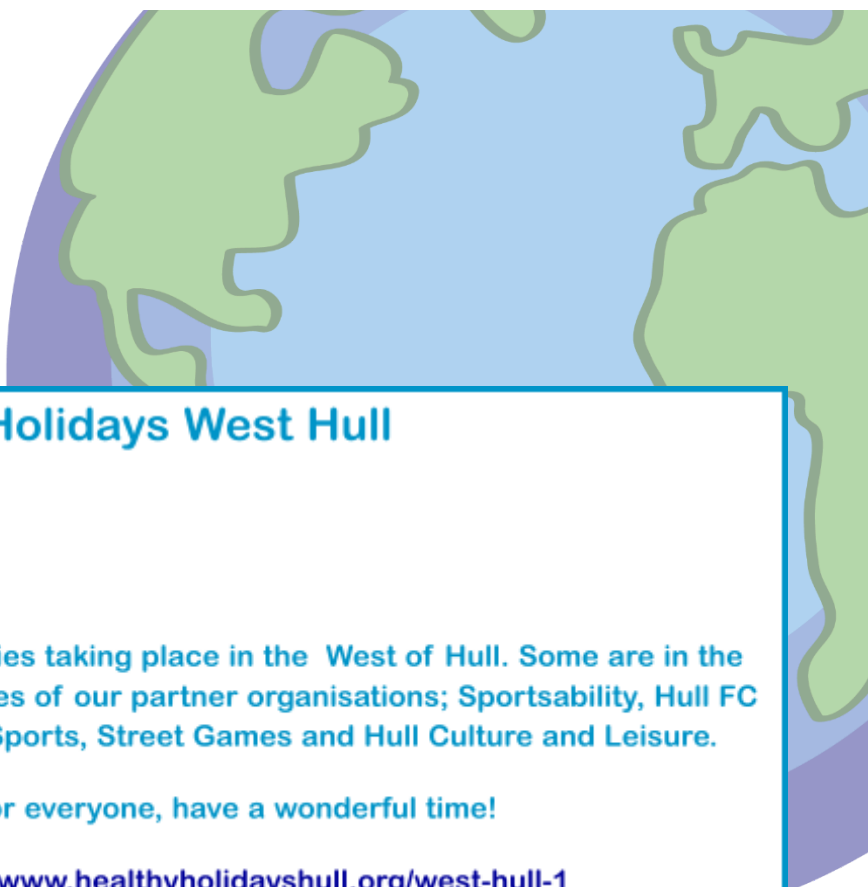 Holidays West Hull
ies taking place in the West of Hull. Some are in the
es of our partner organisations; Sportsability, Hull FC
Sports, Street Games and Hull Culture and Leisure.
or everyone, have a wonderful time!
www.healthyholidayshull.org/west-hull-1